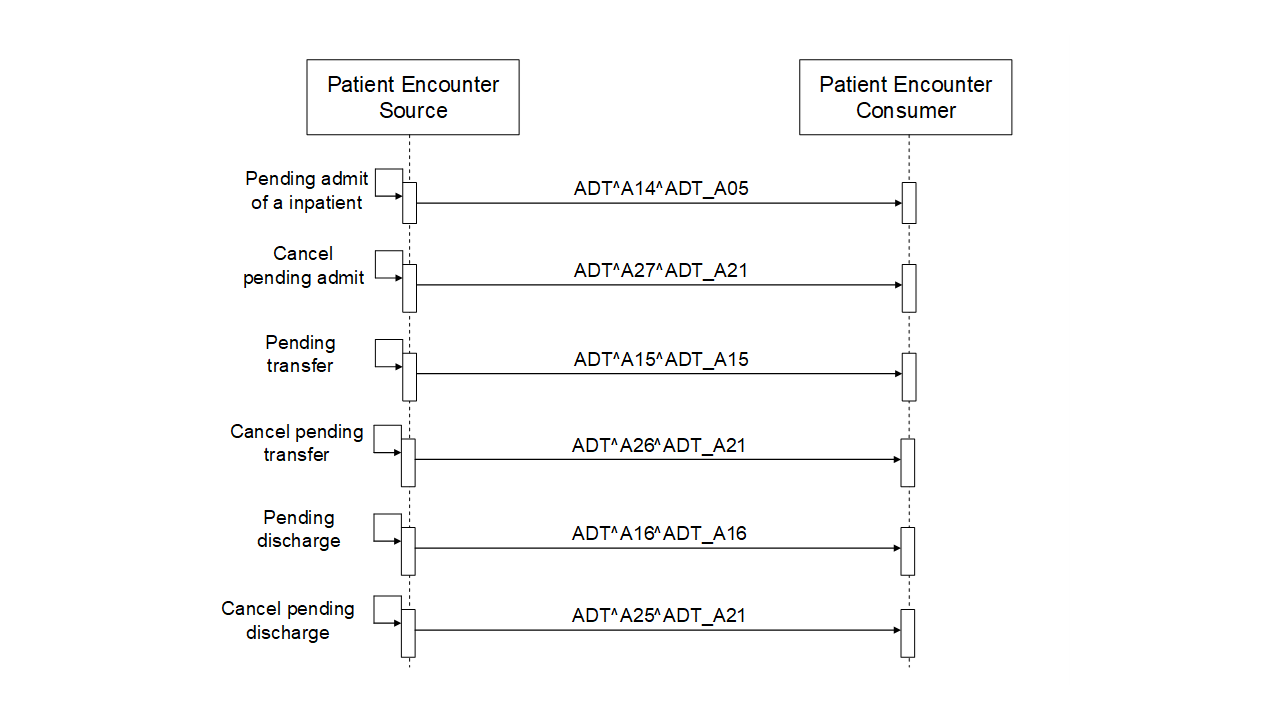 Patient Encounter
Source
Patient Encounter
Consumer
Pending admit
of a inpatient
ADT^A14^ADT_A05
Cancel
pending admit
ADT^A27^ADT_A21
Pending
transfer
ADT^A15^ADT_A15
Cancel pending
transfer
ADT^A26^ADT_A21
Pending
discharge
ADT^A16^ADT_A16
Cancel pending
discharge
ADT^A25^ADT_A21